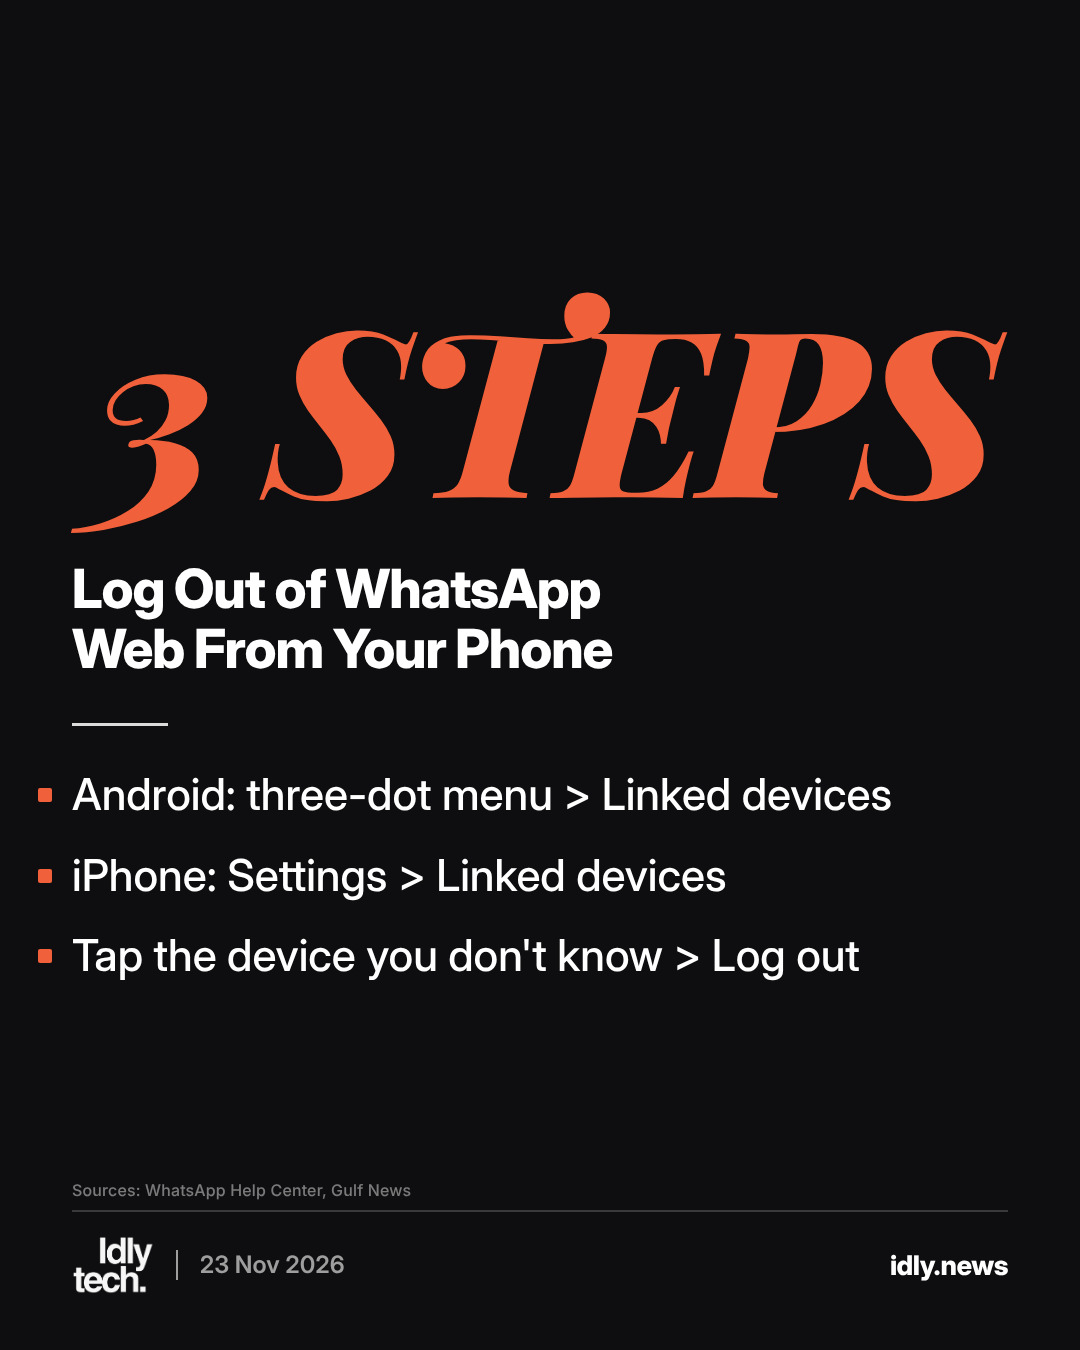 3 STEPS
Log Out of WhatsApp
Web From Your Phone
Android: three-dot menu > Linked devices
iPhone: Settings > Linked devices
Tap the device you don't know > Log out
Sources: WhatsApp Help Center, Gulf News
Idly
tech.
23 Nov 2026
idly.news